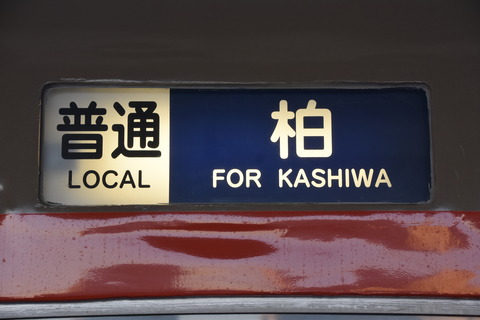 普通
LOCAL
柏
FOR KASHIWA